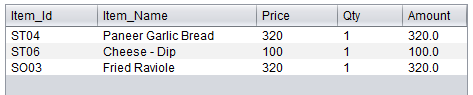 Item_Id Item_Name Price Qty Amount
ST04 Paneer Garlic Bread 320 1 320.0
ST06 Cheese - Dip 100 1 100.0
SO03 Fried Raviole 320 1 320.0